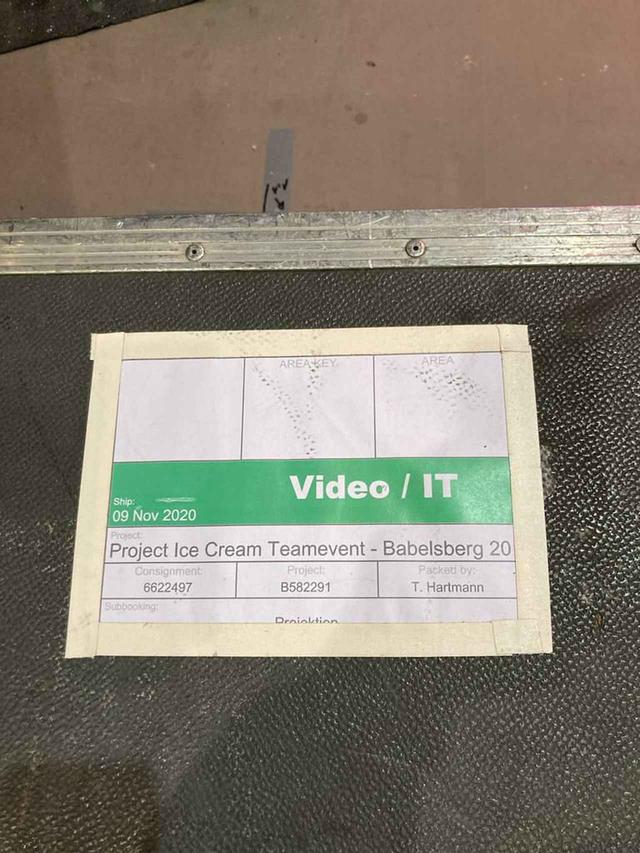 AREA KEY
AREA
Video / IT
Ship:
09 Nov 2020
Project:
Project Ice Cream Teamevent - Babelsberg 20
Consignment:
Project:
Packed by:
6622497
B582291
T. Hartmann
Subbooking:
Projektion